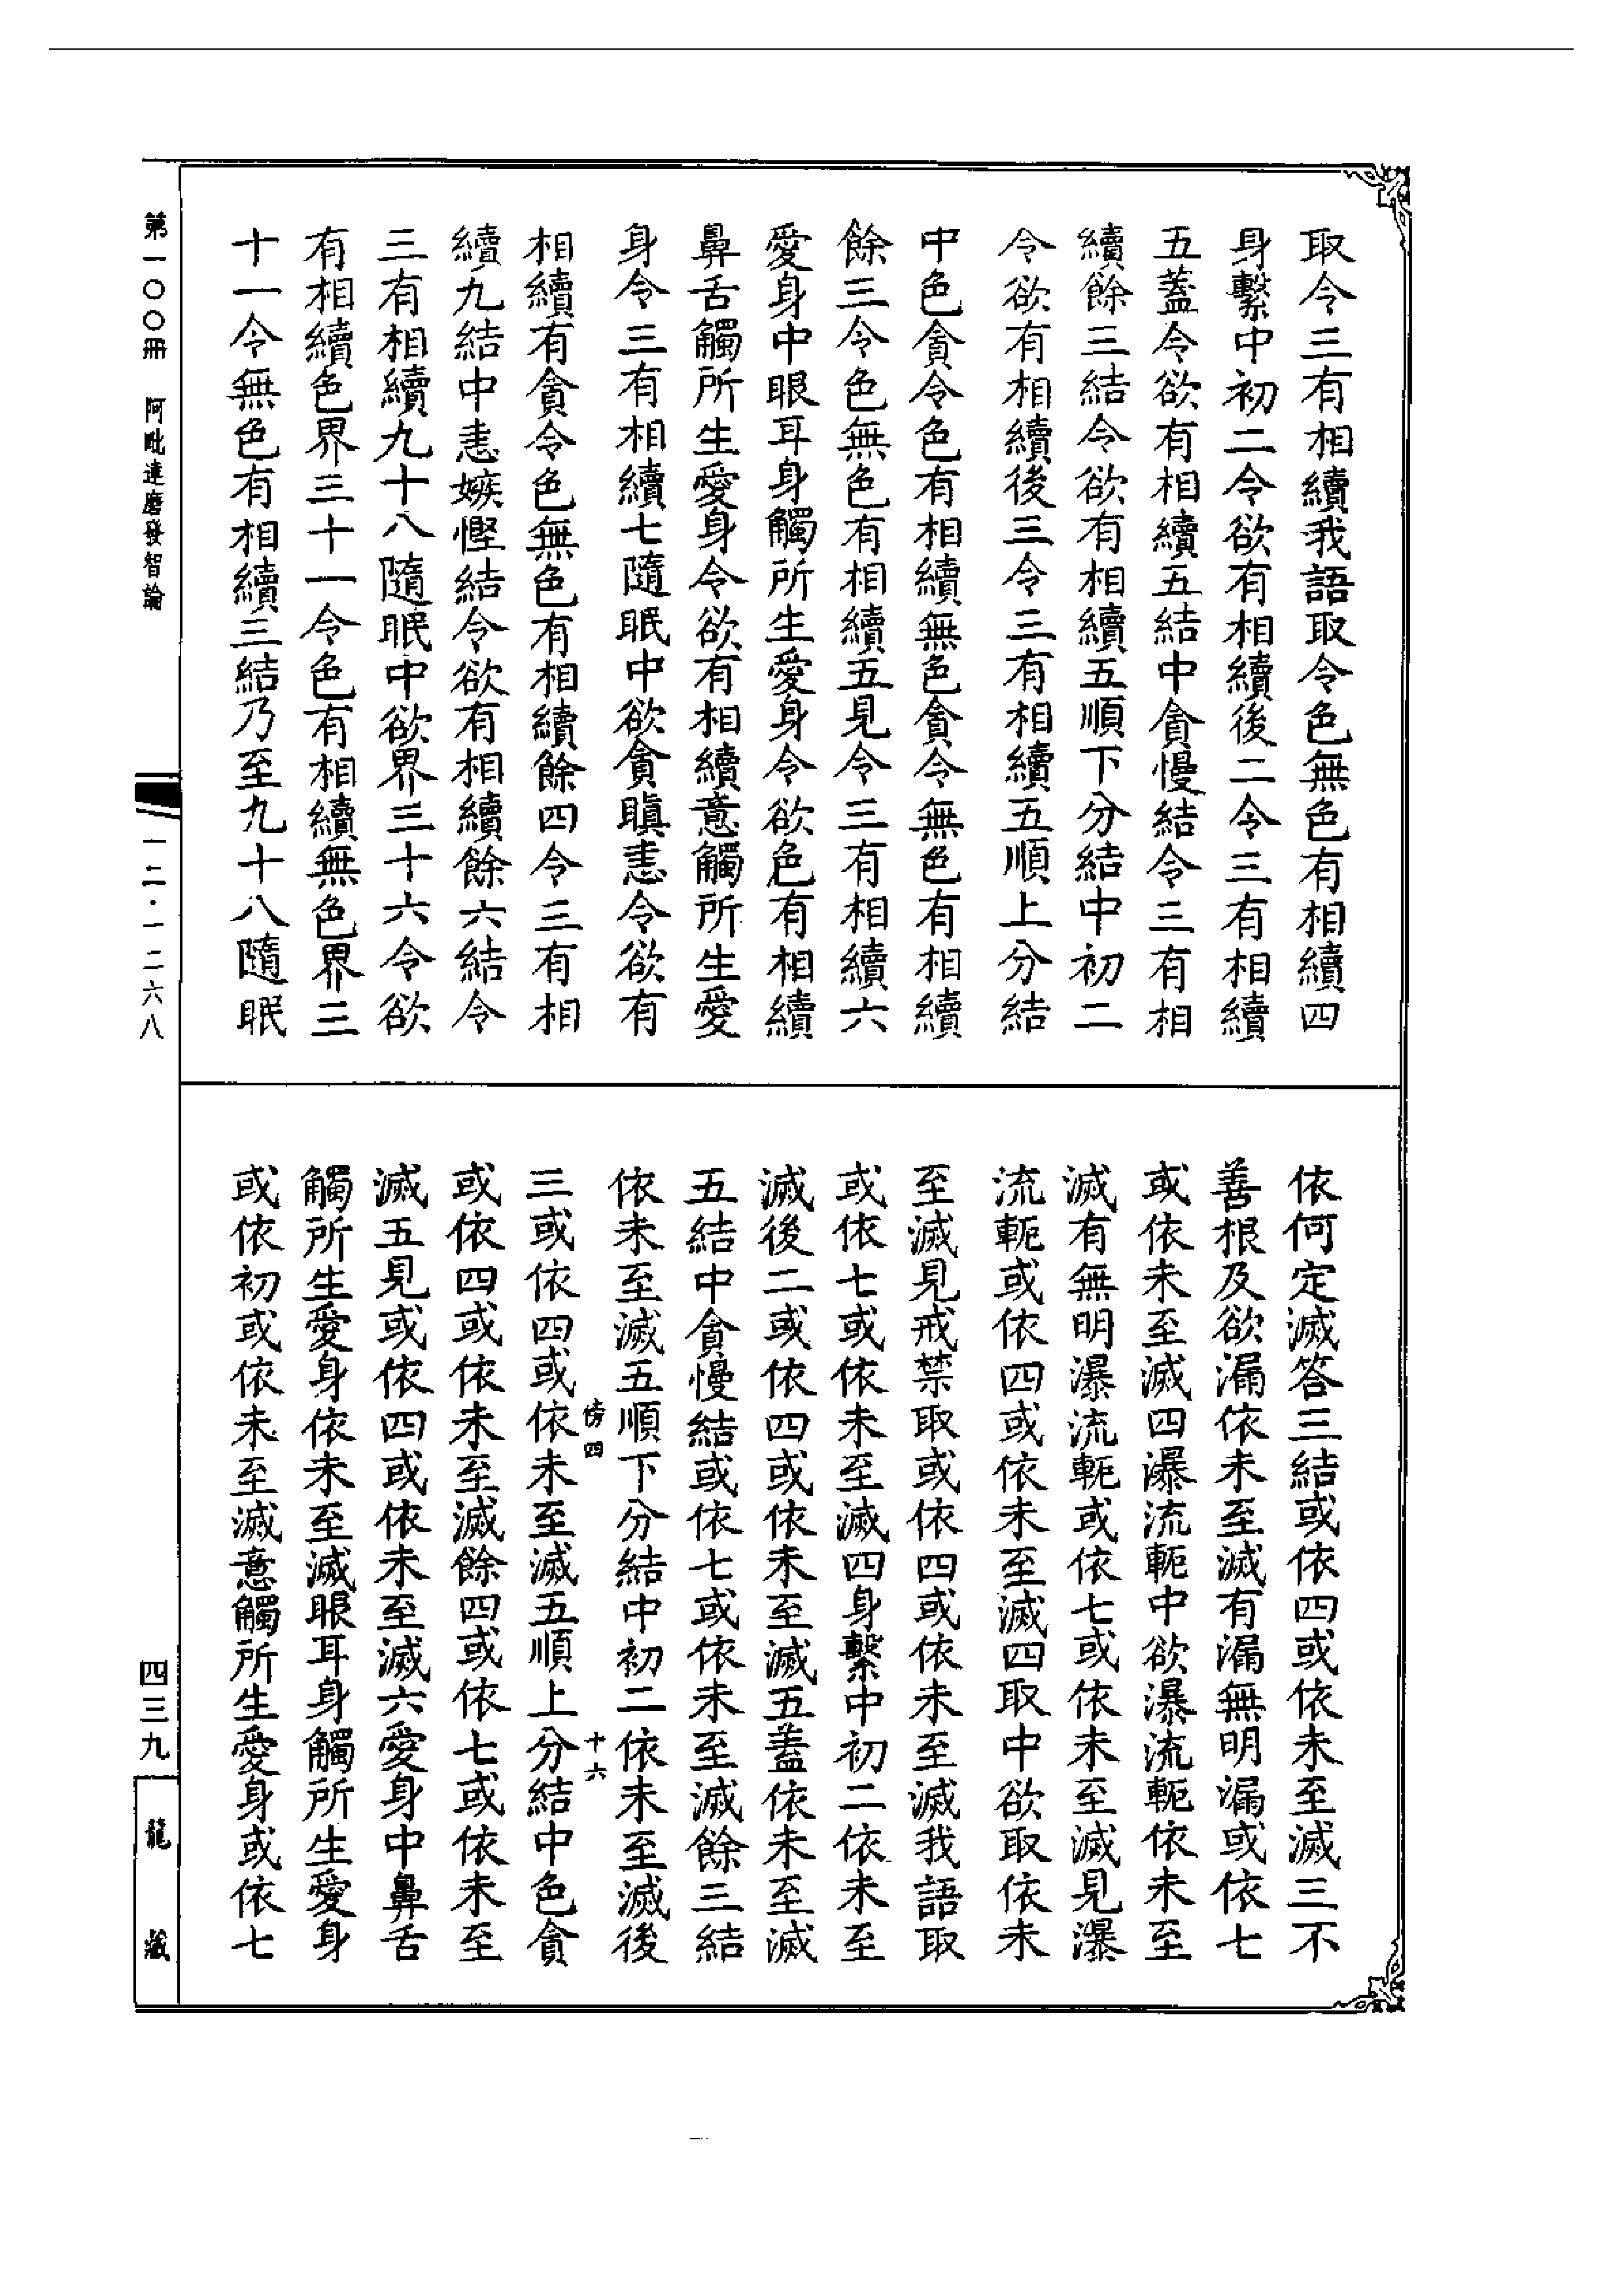 取令三有相續我語取令色無色有相續四
身繫中初二令欲有相續後二令三有相續
五蓋令欲有相續五結中貪慢結令三有相
續餘三結令欲有相續五順下分結中初二
令欲有相續後三令三有相續五順上分結
中色貪令色有相續無色貪令無色有相續
餘三令色無色有相續五見令三有相續六
愛身中眼耳身觸所生愛身令欲色有相續
鼻舌觸所生愛身令欲有相續意觸所生愛
身令三有相續七隨眠中欲貪瞋恚令欲有
相續有貪令色無色有相續餘四令三有相
續九結中恚嫉慳結令欲有相續餘六結令
三有相續九十八隨眠中欲界三十六令欲
有相續色界三十一令色有相續無色界三
十一令無色有相續三結乃至九十八隨眠
依何定滅答三結或依四或依未至滅三不
善根及欲漏依未至滅有漏無明漏或依七
或依未至滅四瀑流軛中欲瀑流軛依未至
滅有無明瀑流軛或依七或依未至滅見瀑
流軛或依四或依未至滅四取中欲取依未
至滅見戒禁取或依四或依未至滅我語取
或依七或依未至滅四身繫中初二依未至
滅後二或依四或依未至滅五蓋依未至滅
五結中貪慢結或依七或依未至滅餘三結
依未至滅五順下分結中初二依未至滅後
傍四
十六
三或依四或依未至滅五順上分結中色貪
或依四或依未至滅餘四或依七或依未至
滅五見或依四或依未至滅六愛身中鼻舌
觸所生愛身依未至滅眼耳身觸所生愛身
或依初或依未至滅意觸所生愛身或依七
第一〇〇冊 阿毗達磨發智論
一二·一二六八
四三九
龍藏